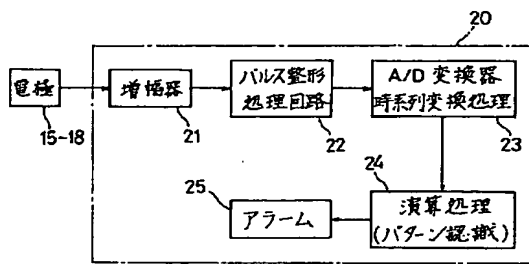 20
電極
15-18
増幅器
21
パルス整形
処理回路
22
A/D 変換器
時系列変換処理
23
24
演算処理
(パターン認識)
25
アラーム